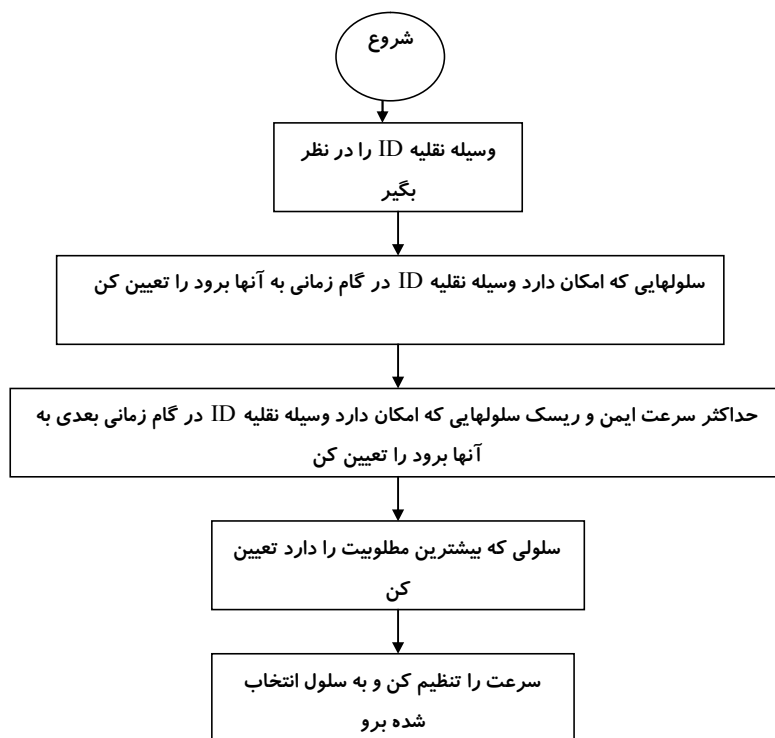 شروع
وسیله نقلیه ID را در نظر
بگیر
سلولهایی که امکان دارد وسیله نقلیه ID در گام زمانی به آنها برود را تعیین کن
حداکثر سرعت ایمن و ریسک سلولهایی که امکان دارد وسیله نقلیه ID در گام زمانی بعدی به
آنها برود را تعیین کن
سلولی که بیشترین مطلوبیت را دارد تعیین
کن
سرعت را تنظیم کن و به سلول انتخاب
شده برو